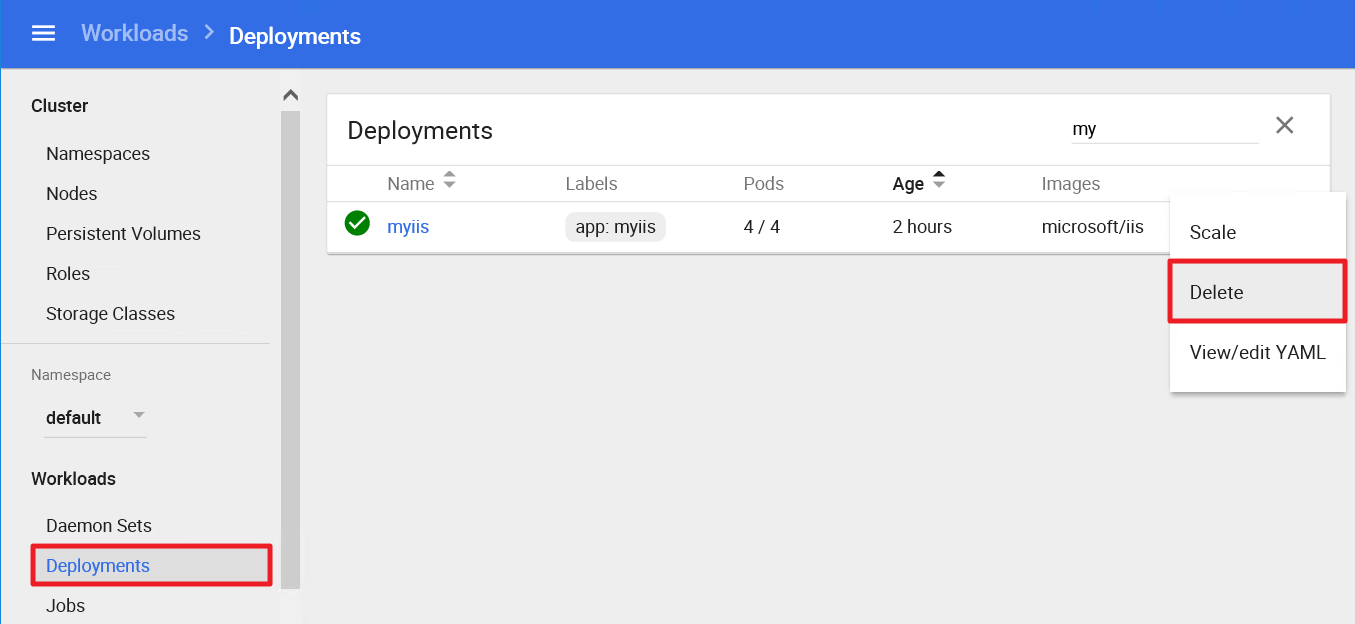 Workloads > Deployments
Cluster
Namespaces
Nodes
Persistent Volumes
Roles
Storage Classes
Namespace
default
Workloads
Daemon Sets
Deployments
Jobs
Deployments my
Name Labels Pods Age Images
myiis app: myiis 4 / 4 2 hours microsoft/iis
Scale
Delete
View/edit YAML